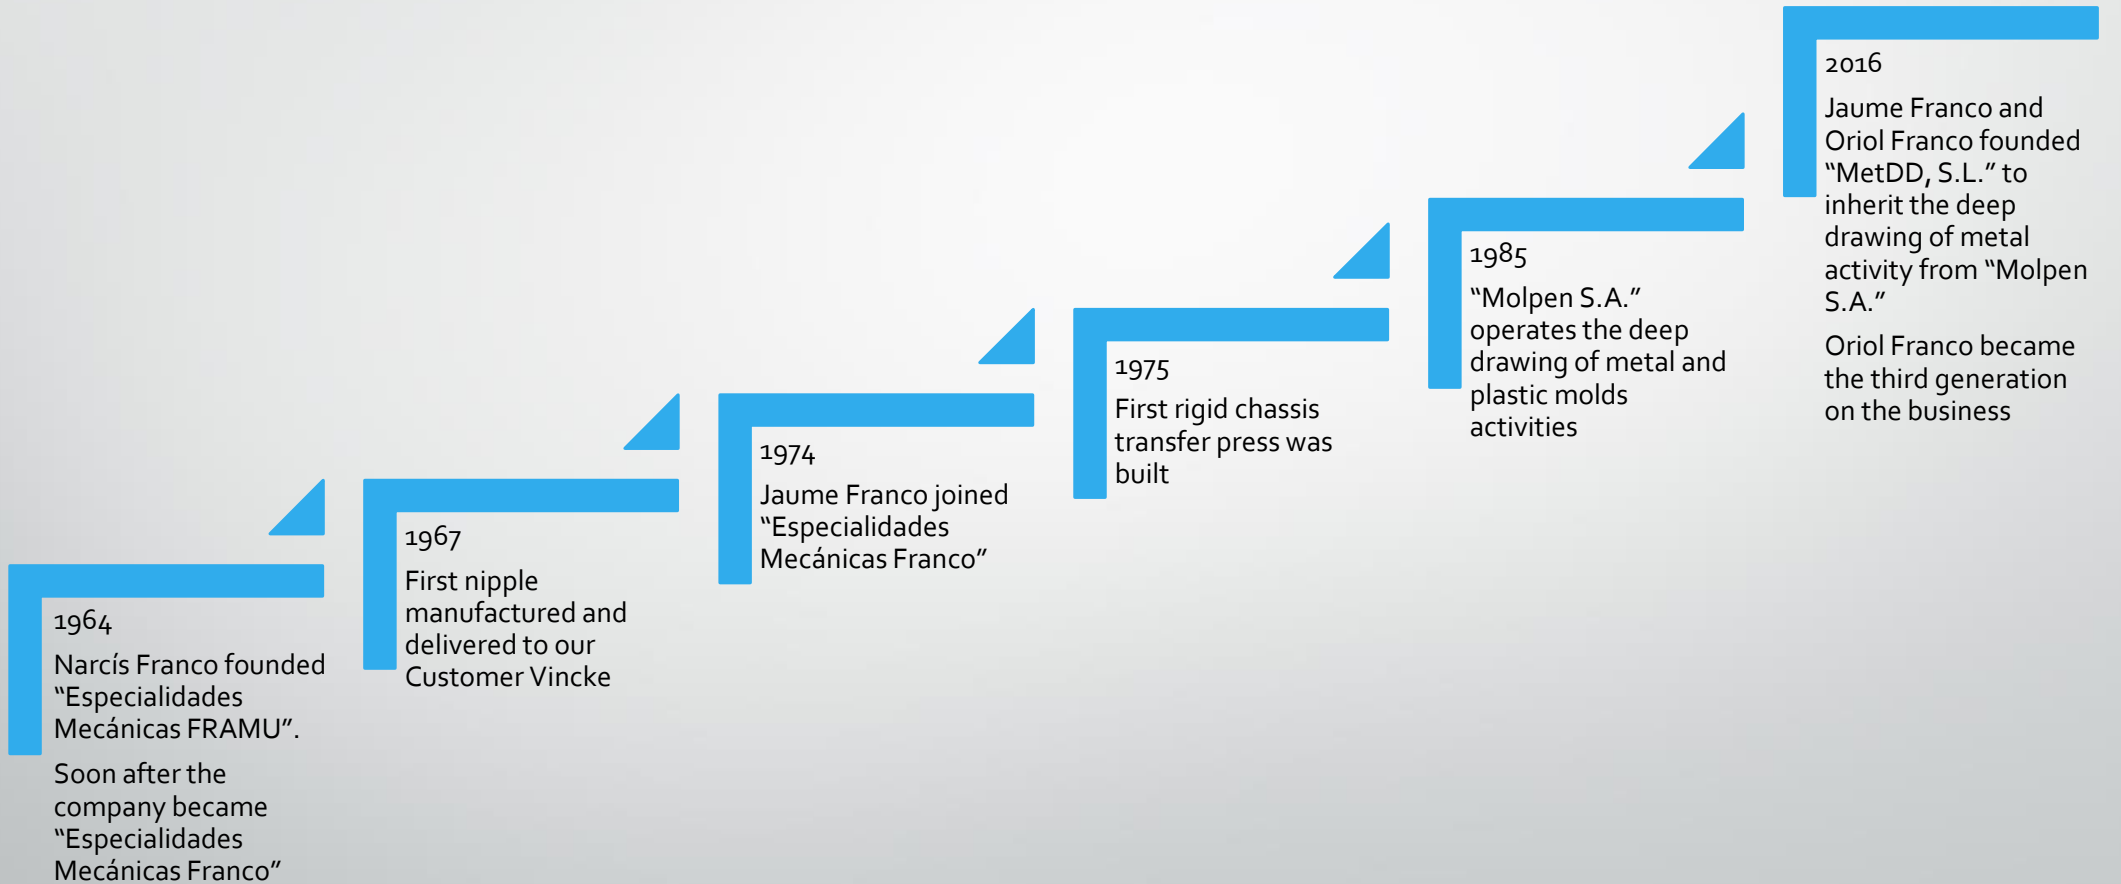 1964
Narcís Franco founded
“Especialidades
Mecánicas FRAMU”.
Soon after the
company became
“Especialidades
Mecánicas Franco”
1967
First nipple
manufactured and
delivered to our
Customer Vincke
1974
Jaume Franco joined
“Especialidades
Mecánicas Franco”
1975
First rigid chassis
transfer press was
built
1985
“Molpen S.A.”
operates the deep
drawing of metal and
plastic molds
activities
2016
Jaume Franco and
Oriol Franco founded
“MetDD, S.L.” to
inherit the deep
drawing of metal
activity from “Molpen
S.A.”
Oriol Franco became
the third generation
on the business